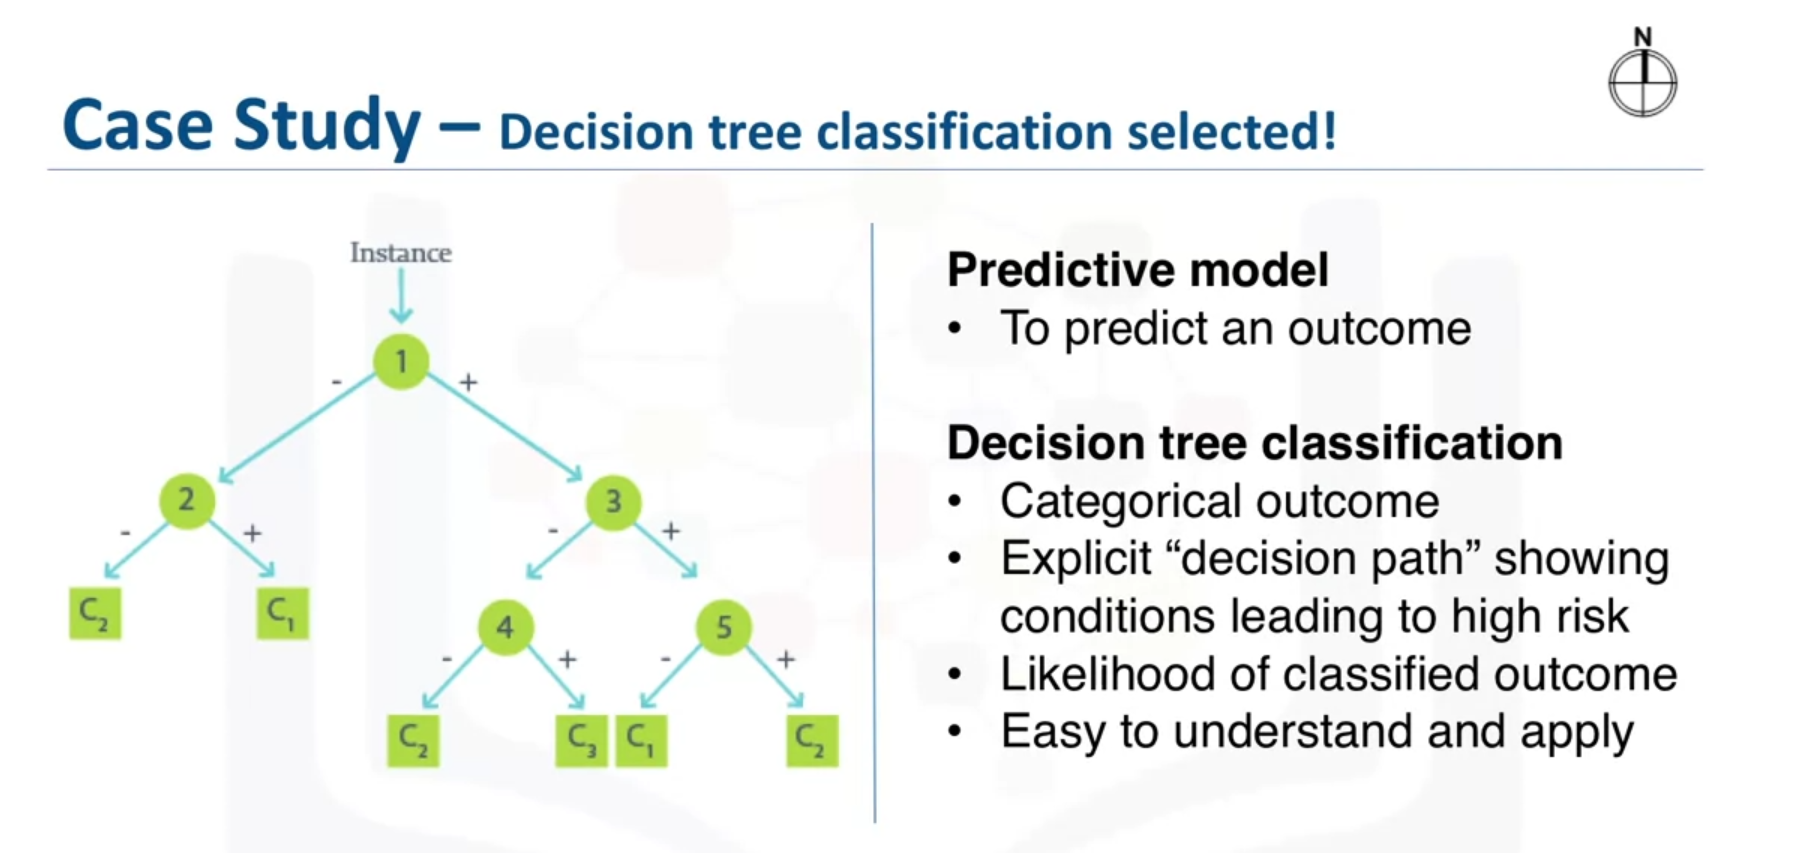 N
Case Study – Decision tree classification selected!
Instance
1
- +
2
3
- +
- +
C2
C1
4
5
- +
- +
C2
C3
C1
C2
Predictive model
• To predict an outcome
Decision tree classification
• Categorical outcome
• Explicit “decision path” showing
conditions leading to high risk
• Likelihood of classified outcome
• Easy to understand and apply